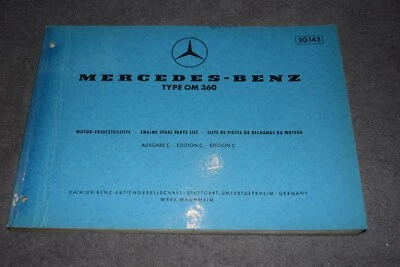 20143
MERCEDES-BENZ
TYPE OM 360
MOTOR-ERSATZTEILLISTE · ENGINE SPARE PARTS LIST · LISTE DE PIÈCES DE RECHANGE DU MOTEUR
AUSGABE C · EDITION C · EDITION C
DAIMLER-BENZ AKTIENGESELLSCHAFT · STUTTGART-UNTERTÜRKHEIM · GERMANY
WERK MANNHEIM